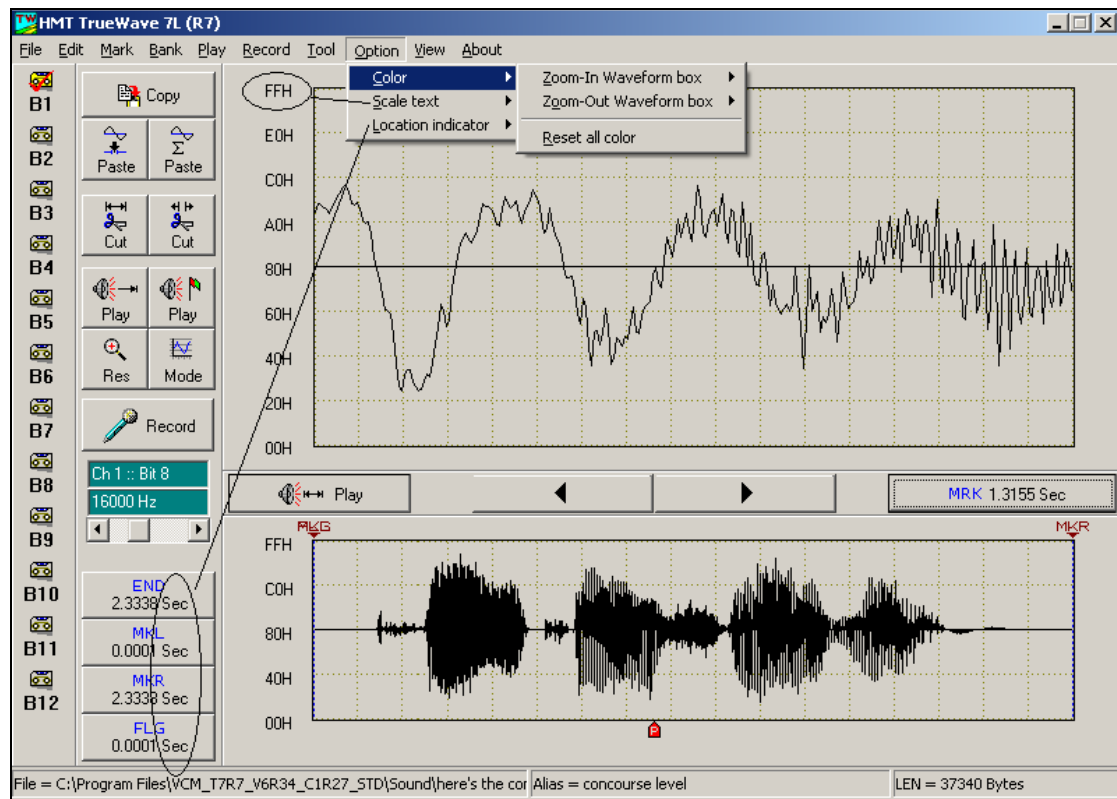 HMT TrueWave 7L (R7)
File Edit Mark Bank Play Record Tool Option View About
Color
Scale text
Location indicator
Zoom-In Waveform box
Zoom-Out Waveform box
Reset all color
B1
B2
B3
B4
B5
B6
B7
B8
B9
B10
B11
B12
Copy
Paste
Σ
Paste
Cut
Cut
Play
Play
Res
Mode
Record
Ch 1 :: Bit 8
16000 Hz
END
2.3338 Sec
MKL
0.0001 Sec
MKR
2.3338 Sec
FLG
0.0001 Sec
FFH
E0H
C0H
A0H
80H
60H
40H
20H
00H
Play
MRK 1.3155 Sec
MKR
FFH
C0H
80H
40H
00H
P
File = C:\Program Files\VCM_T7R7_V6R34_C1R27_STD\Sound\here's the cor
Alias = concourse level
LEN = 37340 Bytes